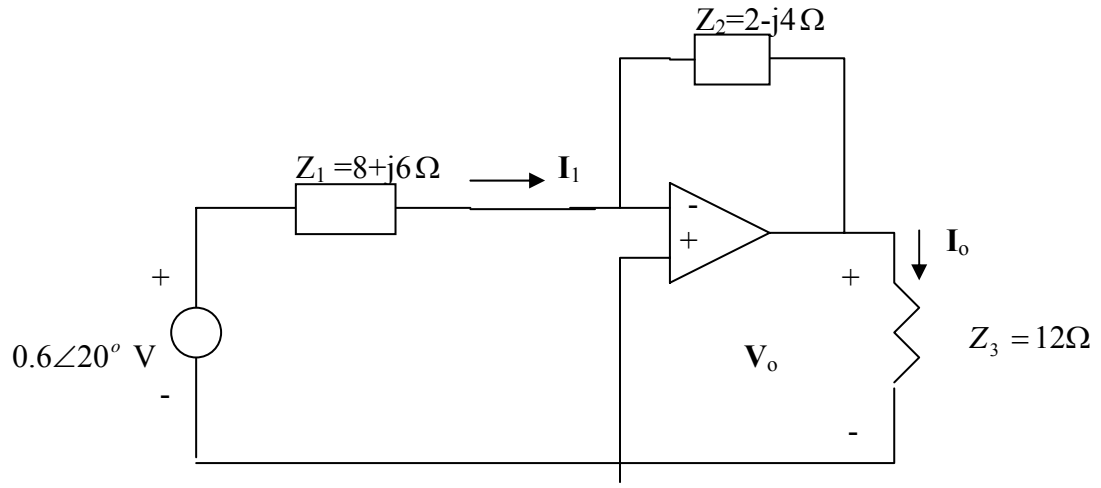 Z₂=2-j4Ω
Z₁ =8+j6Ω
I₁
-
+
Iₒ
+
+
0.6∠20° V
Vₒ
Z₃ = 12Ω
-
-